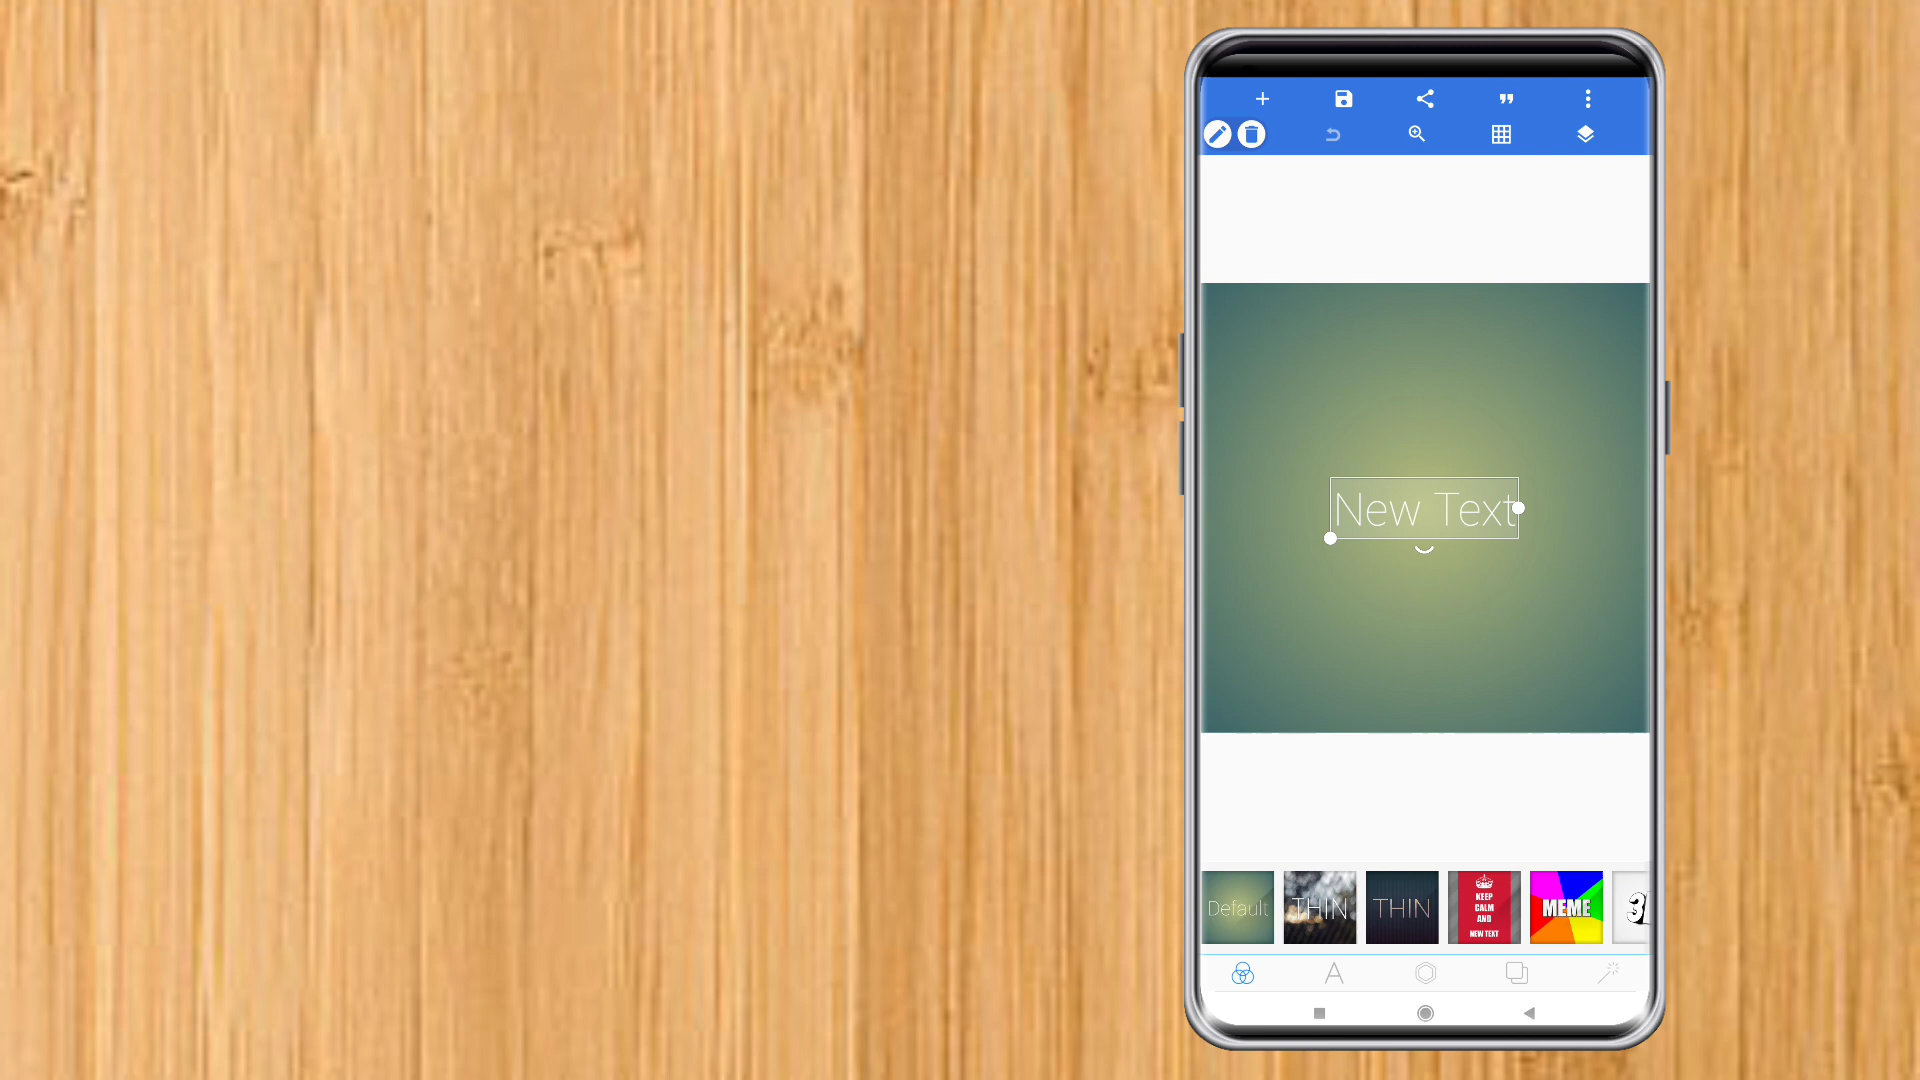 New Text
Default
THIN
THIN
KEEP
CALM
AND
NEW TEXT
MEME